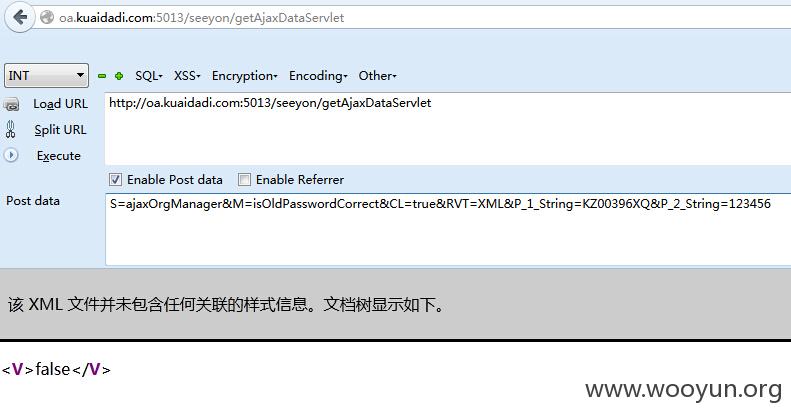 oa.kuaidadi.com:5013/seeyon/getAjaxDataServlet
INT SQL- XSS- Encryption- Encoding- Other-
Load URL http://oa.kuaidadi.com:5013/seeyon/getAjaxDataServlet
Split URL
Execute
Enable Post data Enable Referrer
Post data S=ajaxOrgManager&M=isOldPasswordCorrect&CL=true&RVT=XML&P_1_String=KZ00396XQ&P_2_String=123456
该 XML 文件并未包含任何关联的样式信息。文档树显示如下。
<V>false</V>
www.wooyun.org